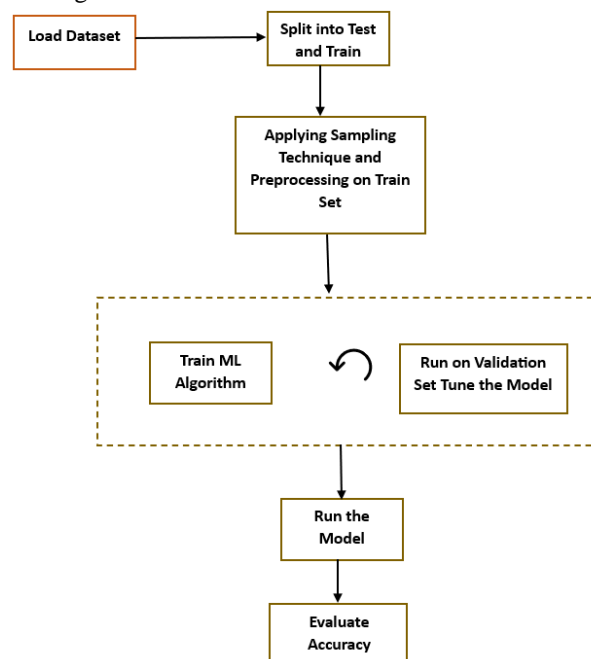 Load Dataset
Split into Test
and Train
Applying Sampling
Technique and
Preprocessing on Train
Set
Train ML
Algorithm
Run on Validation
Set Tune the Model
Run the
Model
Evaluate
Accuracy